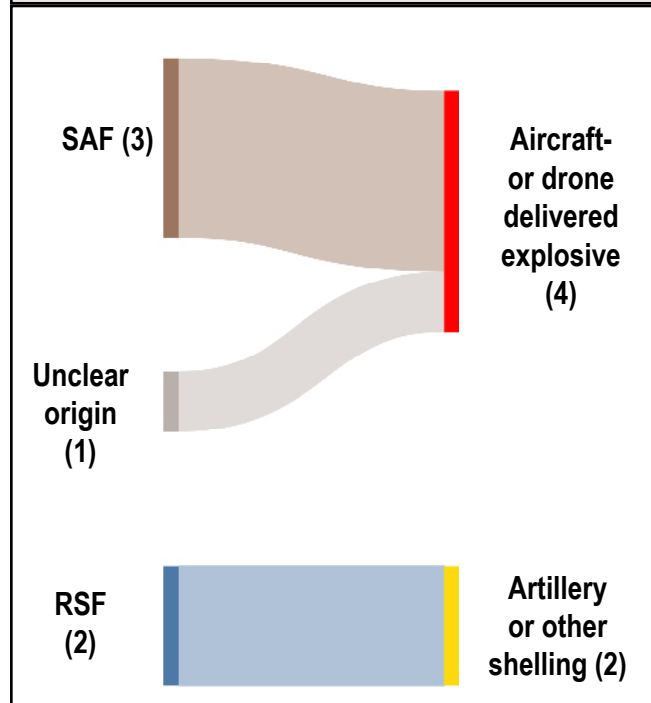 SAF (3)
Aircraft-
or drone
delivered
explosive
(4)
Unclear
origin
(1)
RSF
(2)
Artillery
or other
shelling (2)